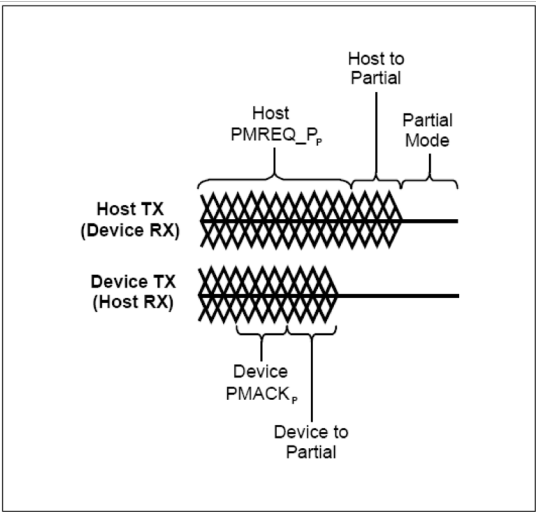 Host to
Partial
Host
PMREQ_PP
Partial
Mode
Host TX
(Device RX)
Device TX
(Host RX)
Device
PMACKP
Device to
Partial